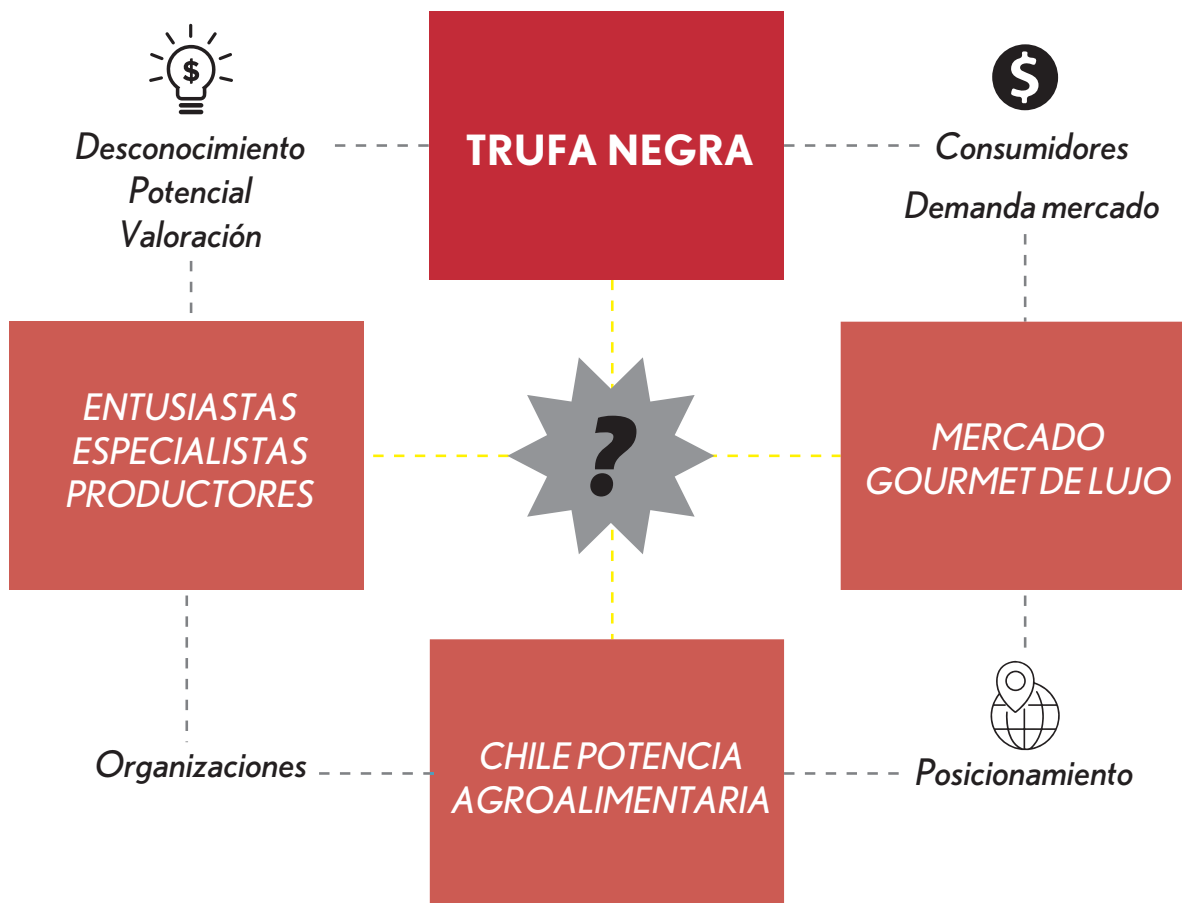 $
$
TRUFA NEGRA
Desconocimiento
Potencial
Valoración
Consumidores
Demanda mercado
ENTUSIASTAS
ESPECIALISTAS
PRODUCTORES
?
MERCADO
GOURMET DE LUJO
Organizaciones
CHILE POTENCIA
AGROALIMENTARIA
Posicionamiento